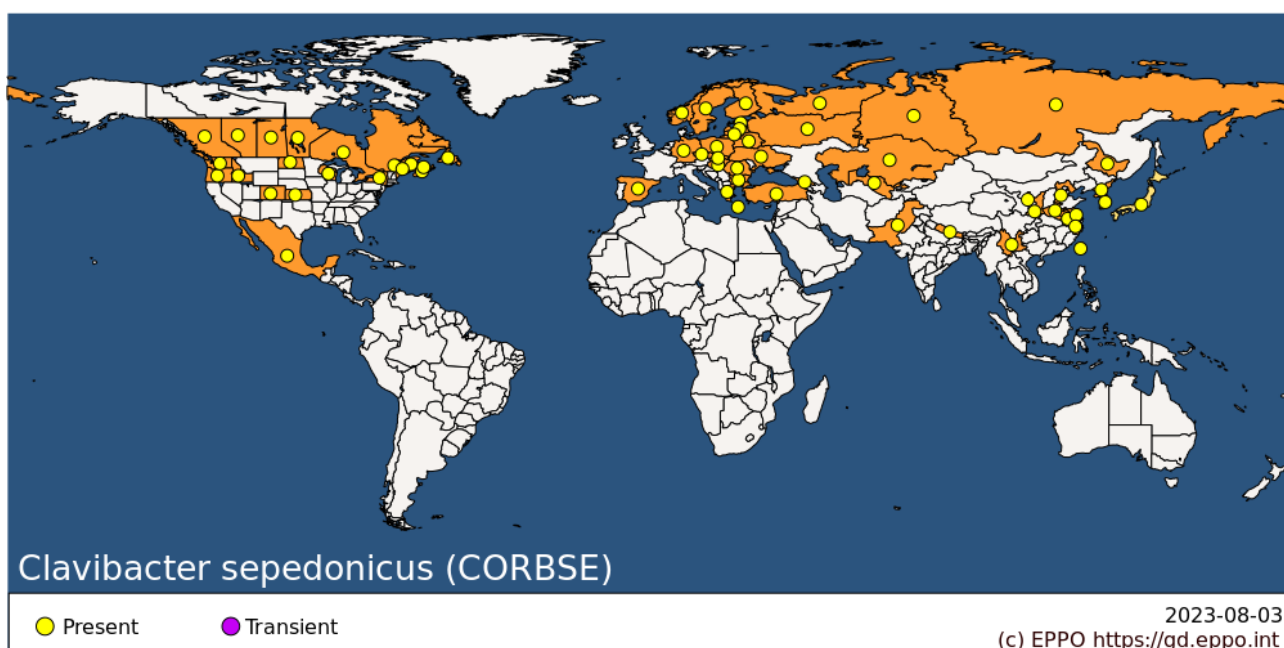 Clavibacter sepedonicus (CORBSE)
Present
Transient
2023-08-03
(c) EPPO https://gd.eppo.int